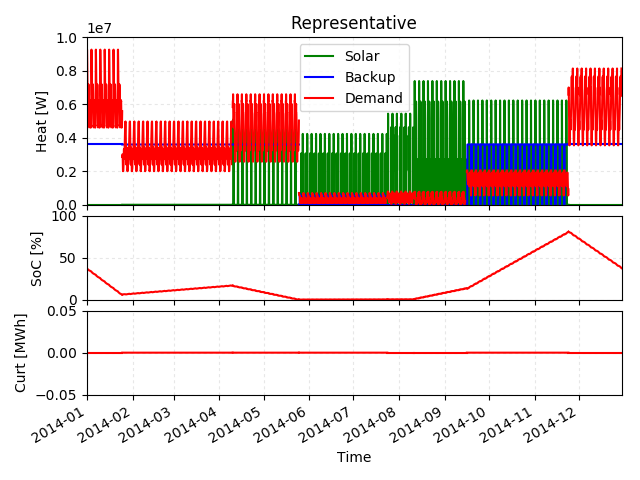 Representative
1e7
1.0
0.8
0.6
0.4
0.2
0.0
Heat [W]
Solar
Backup
Demand
100
50
0
SoC [%]
0.05
0.00
−0.05
Curt [MWh]
2014-01
2014-02
2014-03
2014-04
2014-05
2014-06
2014-07
2014-08
2014-09
2014-10
2014-11
2014-12
Time